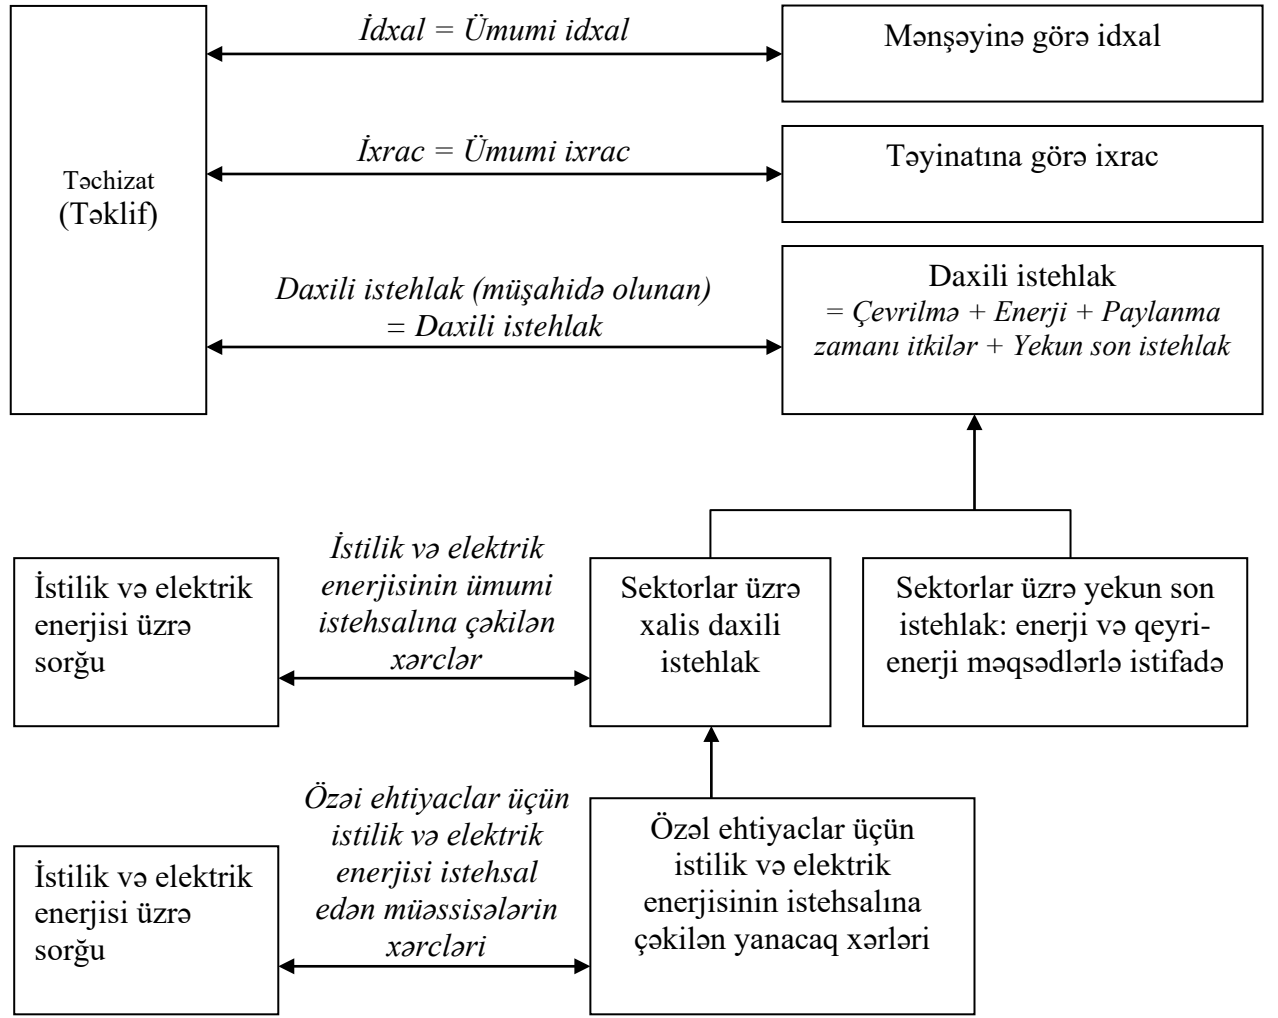 İdxal = Ümumi idxal
Mənşəyinə görə idxal
İxrac = Ümumi ixrac
Təyinatına görə ixrac
Təchizat
(Təklif)
Daxili istehlak (müşahidə olunan)
= Daxili istehlak
Daxili istehlak
= Çevrilmə + Enerji + Paylanma
zamanı itkilər + Yekun son istehlak
İstilik və elektrik
enerjisi üzrə
sorğu
İstilik və elektrik
enerjisinin ümumi
istehsalına çəkilən
xərclər
Sektorlar üzrə
xalis daxili
istehlak
Sektorlar üzrə yekun son
istehlak: enerji və qeyri-
enerji məqsədlərlə istifadə
İstilik və elektrik
enerjisi üzrə
sorğu
Özəi ehtiyaclar üçün
istilik və elektrik
enerjisi istehsal
edən müəssisələrin
xərcləri
Özəl ehtiyaclar üçün
istilik və elektrik
enerjisinin istehsalına
çəkilən yanacaq xərləri